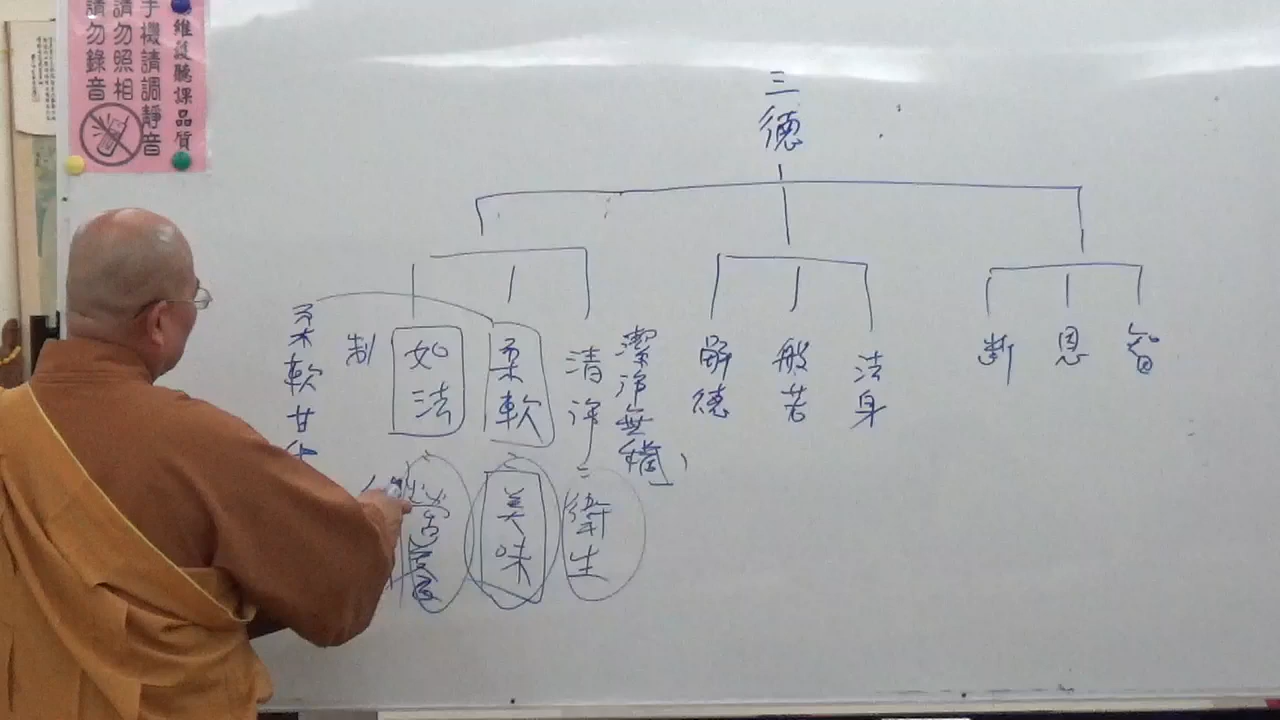 維護聽課品質
手機請調靜音
請勿照相
請勿錄音
三德
智
恩
斷
法身
般若
解德
潔淨無穢
清淨
柔軟
如法
制
柔軟甘
衛生
美味
營養